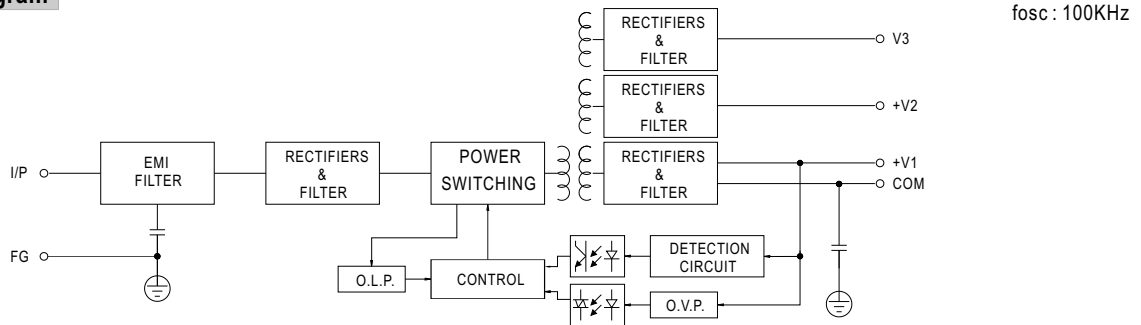 gram
fosc : 100KHz
RECTIFIERS
&
FILTER
V3
RECTIFIERS
&
FILTER
+V2
I/P
EMI
FILTER
RECTIFIERS
&
FILTER
POWER
SWITCHING
RECTIFIERS
&
FILTER
+V1
COM
FG
O.L.P.
CONTROL
DETECTION
CIRCUIT
O.V.P.